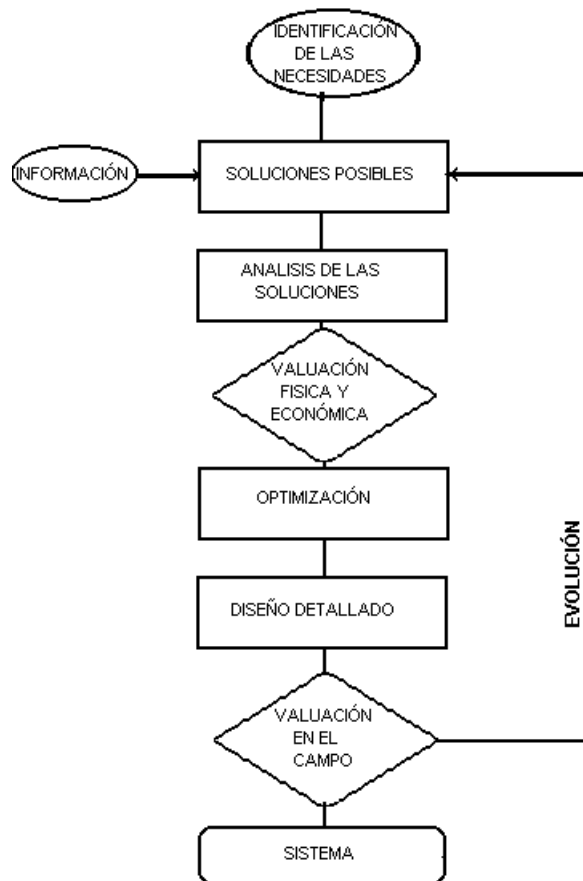 IDENTIFICACIÓN
DE LAS
NECESIDADES
INFORMACIÓN
SOLUCIONES POSIBLES
ANALISIS DE LAS
SOLUCIONES
VALUACIÓN
FISICA Y
ECONÓMICA
OPTIMIZACIÓN
DISEÑO DETALLADO
EVOLUCIÓN
VALUACIÓN
EN EL
CAMPO
SISTEMA